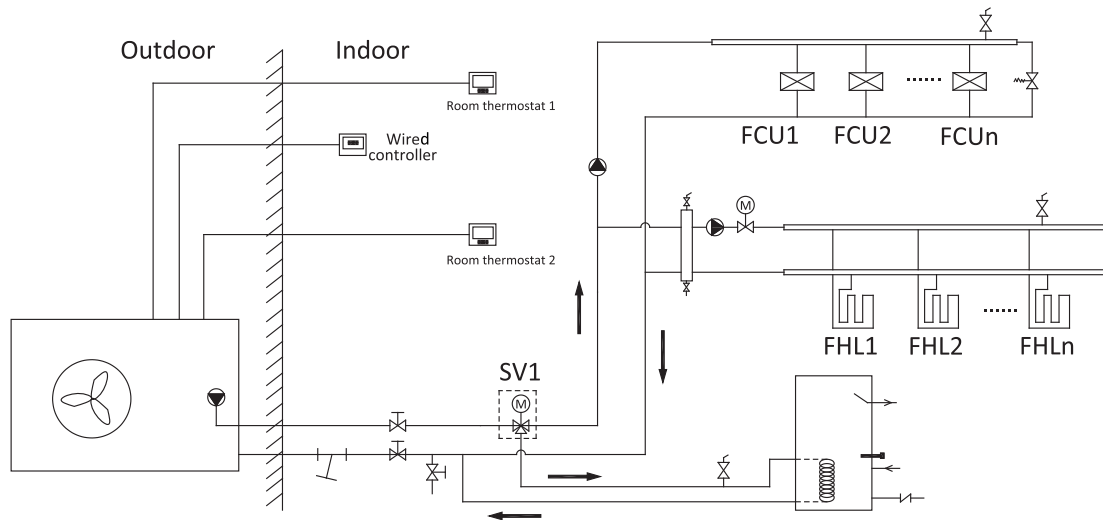 Outdoor
Indoor
Room thermostat 1
Wired
controller
Room thermostat 2
FCU1
FCU2
FCUn
M
FHL1
FHL2
FHLn
SV1
M